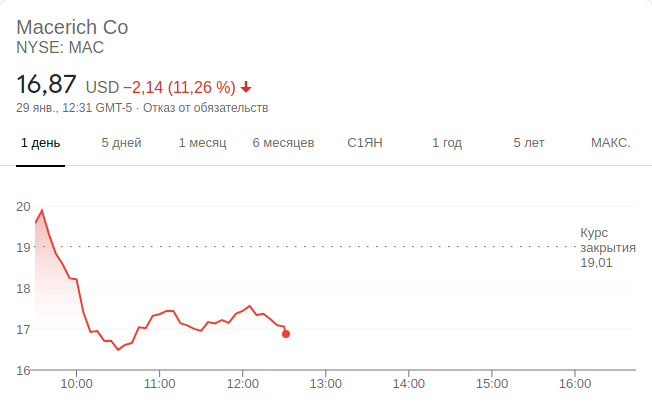 Macerich Co
NYSE: MAC
16,87 USD −2,14 (11,26 %)
29 янв., 12:31 GMT-5 · Отказ от обязательств
1 день 5 дней 1 месяц 6 месяцев С1ЯН 1 год 5 лет МАКС.
20
Курс
19 закрытия
19,01
18
17
16
10:00 11:00 12:00 13:00 14:00 15:00 16:00